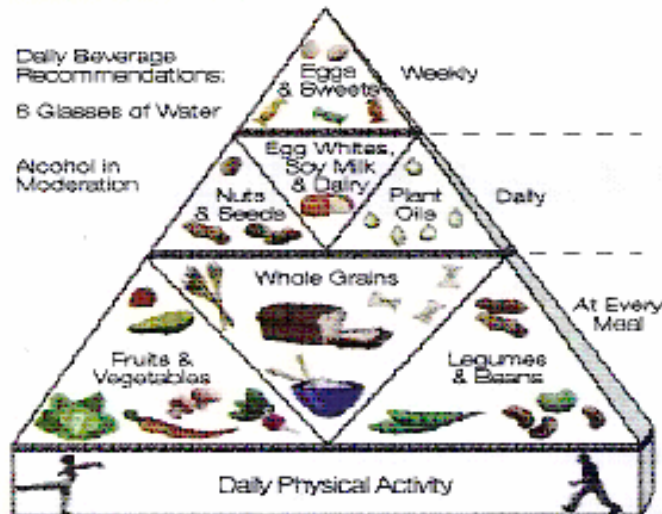 Daily Beverage
Recommendations:
6 Glasses of Water
Alcohol in
Moderation
Eggs
& Sweets
Weekly
Nuts
& Seeds
Egg Whites,
Soy Milk
& Dairy
Plant
Oils
Daily
Whole Grains
Fruits &
Vegetables
Legumes
& Beans
At Every
Meal
Daily Physical Activity